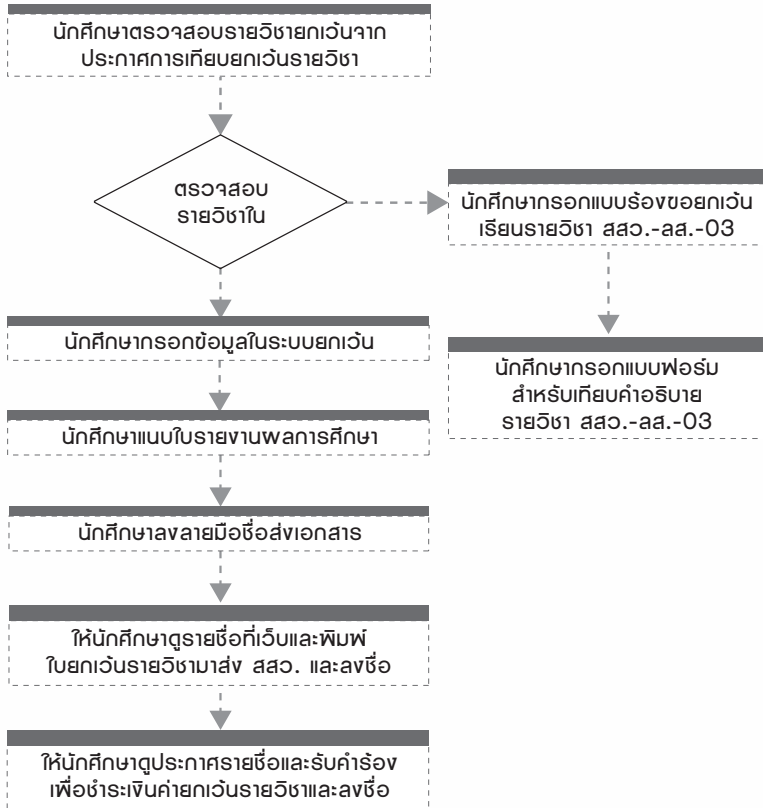 นักศึกษาตรวจสอบรายวิชายกเว้นจาก
ประกาศการเทียบยกเว้นรายวิชา
ตรวจสอบ
รายวิชาใน
นักศึกษากรอกแบบร้องขอยกเว้น
เรียนรายวิชา สสว.-ลส.-03
นักศึกษากรอกข้อมูลในระบบยกเว้น
นักศึกษากรอกแบบฟอร์ม
สำหรับเทียบคำอธิบาย
รายวิชา สสว.-ลส.-03
นักศึกษาแนบใบรายงานผลการศึกษา
นักศึกษาลงลายมือชื่อส่งเอกสาร
ให้นักศึกษาดูรายชื่อที่เว็บและพิมพ์
ใบยกเว้นรายวิชามาส่ง สสว. และลงชื่อ
ให้นักศึกษาดูประกาศรายชื่อและรับคำร้อง
เพื่อชำระเงินค่ายกเว้นรายวิชาและลงชื่อ